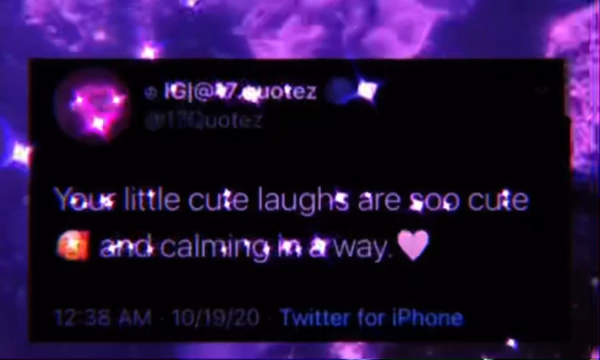 IG|@17.quotez
@17Quotez
Your little cute laughs are soo cute
🥰 and calming in a way.🩷
12:38 AM · 10/19/20 · Twitter for iPhone